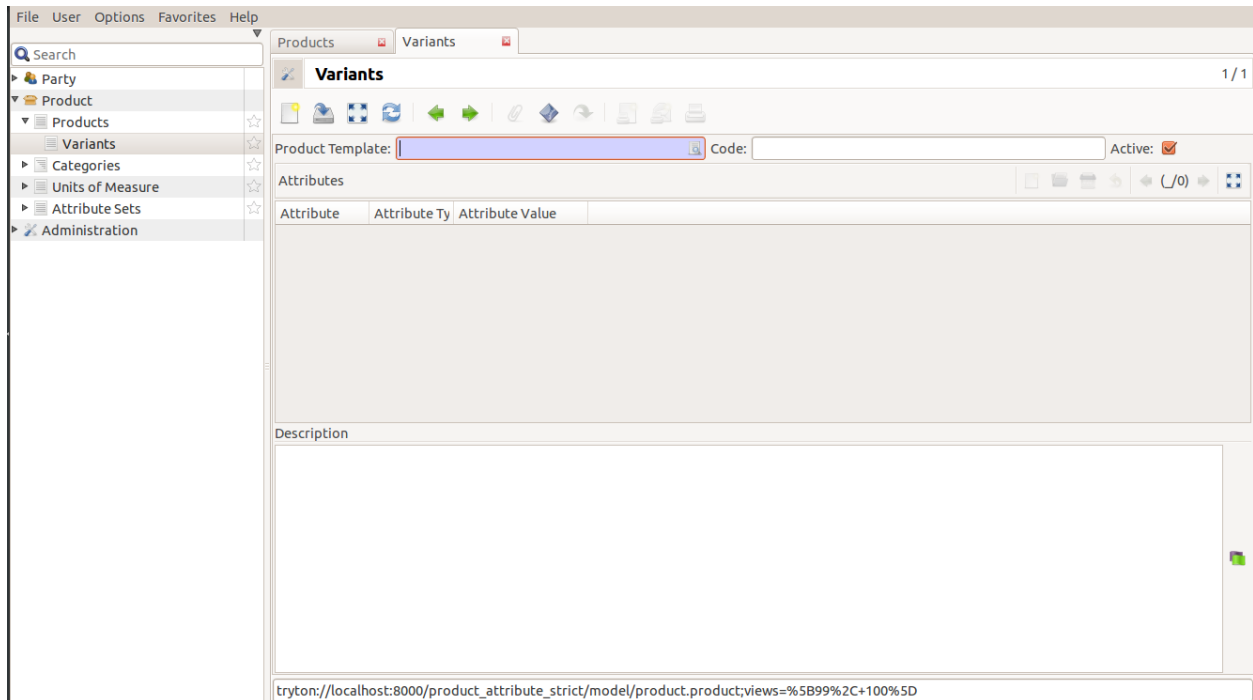 File User Options Favorites Help
Search
Party
Product
Products
Variants
Categories
Units of Measure
Attribute Sets
Administration
Products Variants
Variants 1 / 1
Product Template: Code: Active:
Attributes (_/0)
Attribute Attribute Ty Attribute Value
Description
tryton://localhost:8000/product_attribute_strict/model/product.product;views=%5B99%2C+100%5D